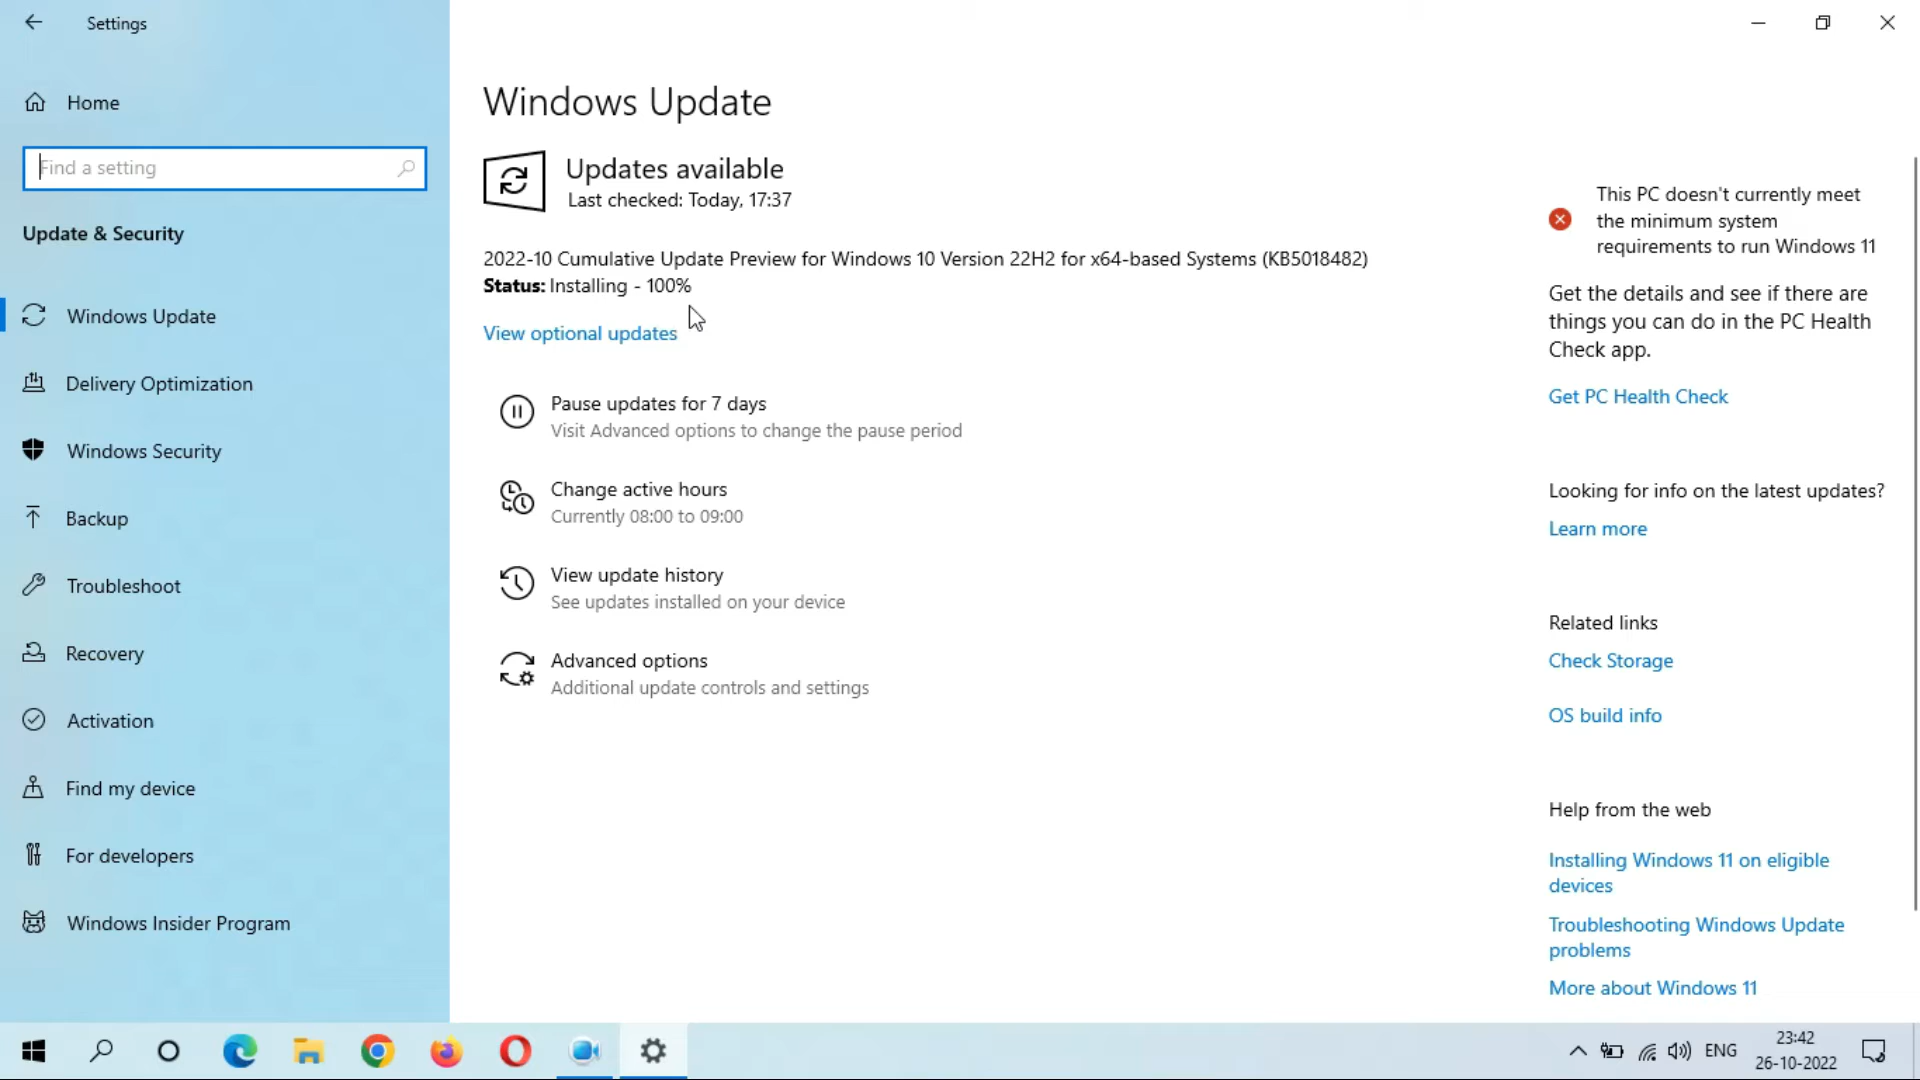 Settings
Home
Find a setting
Update & Security
Windows Update
Delivery Optimization
Windows Security
Backup
Troubleshoot
Recovery
Activation
Find my device
For developers
Windows Insider Program
Windows Update
Updates available
Last checked: Today, 17:37
2022-10 Cumulative Update Preview for Windows 10 Version 22H2 for x64-based Systems (KB5018482)
Status: Installing - 100%
View optional updates
Pause updates for 7 days
Visit Advanced options to change the pause period
Change active hours
Currently 08:00 to 09:00
View update history
See updates installed on your device
Advanced options
Additional update controls and settings
This PC doesn't currently meet
the minimum system
requirements to run Windows 11
Get the details and see if there are
things you can do in the PC Health
Check app.
Get PC Health Check
Looking for info on the latest updates?
Learn more
Related links
Check Storage
OS build info
Help from the web
Installing Windows 11 on eligible
devices
Troubleshooting Windows Update
problems
More about Windows 11
ENG
23:42
26-10-2022